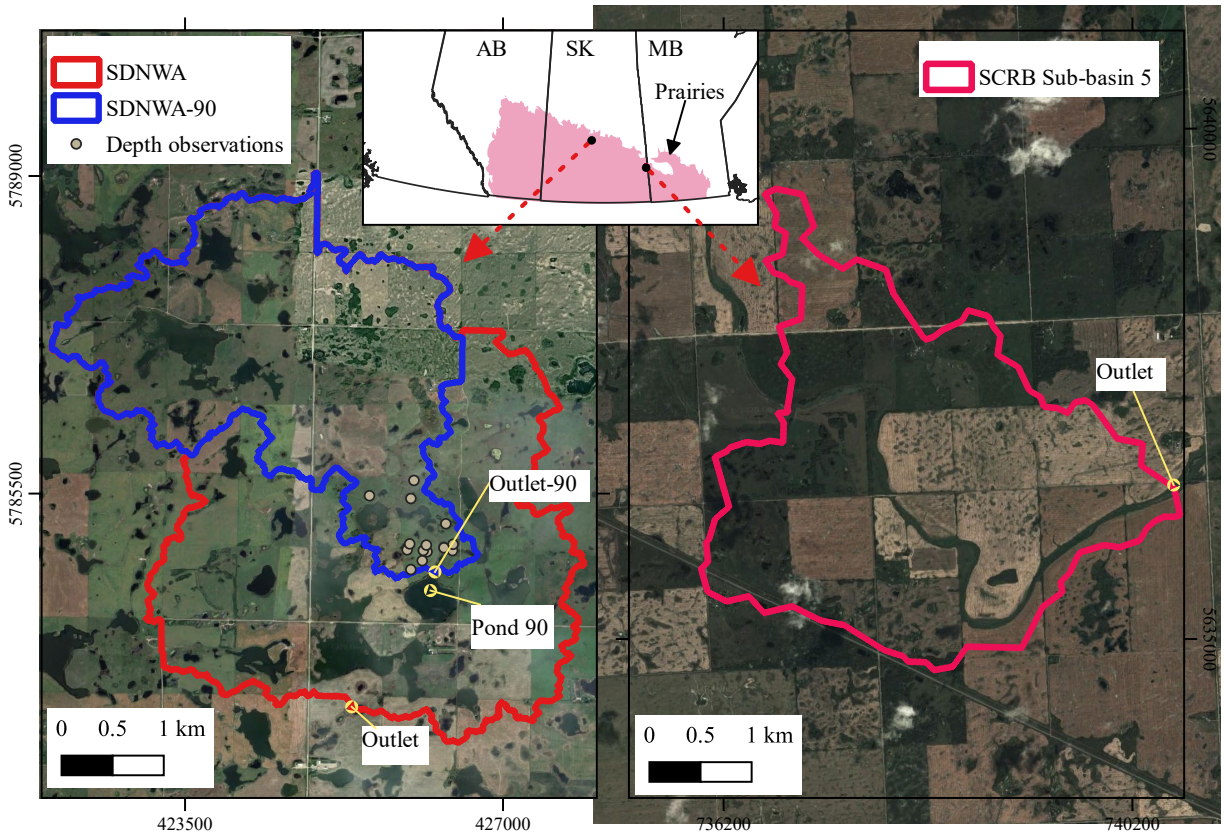 SDNWA
SDNWA-90
Depth observations
AB
SK
MB
Prairies
SCRB Sub-basin 5
5789000
5785500
5640000
5635000
Outlet
Outlet-90
Pond 90
Outlet
0 0.5 1 km
0 0.5 1 km
423500
427000
736200
740200